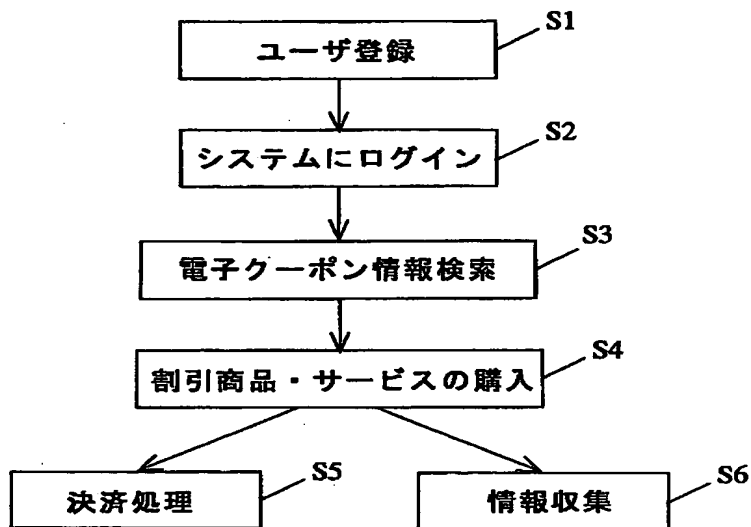 S1
ユーザ登録
S2
システムにログイン
S3
電子クーポン情報検索
S4
割引商品・サービスの購入
S5
決済処理
S6
情報収集